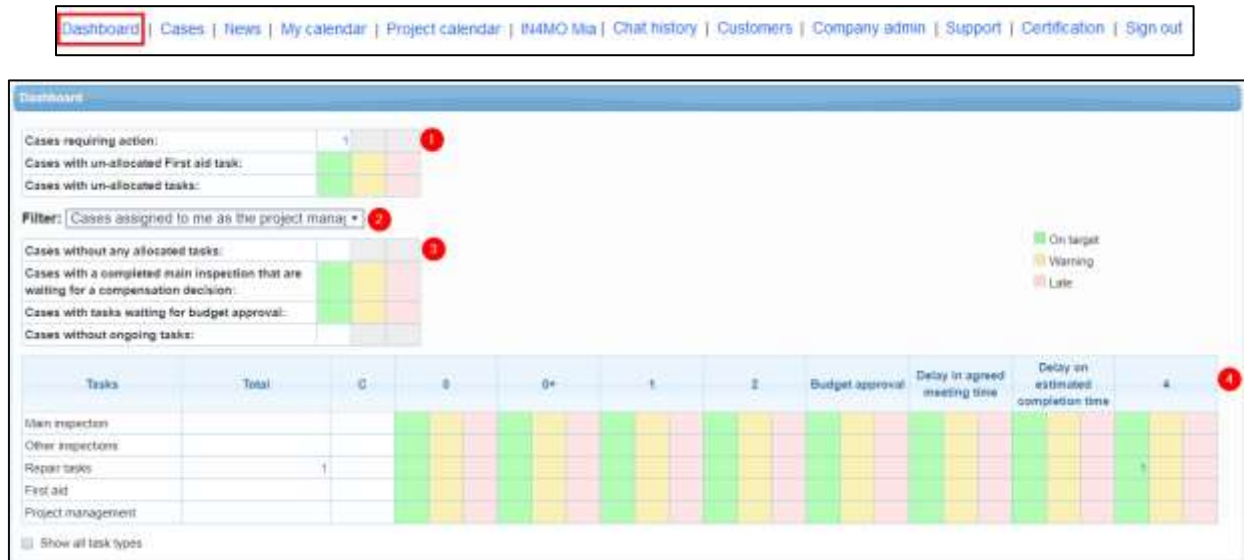 Dashboard | Cases | News | My calendar | Project calendar | IN4MO Mia | Chat history | Customers | Company admin | Support | Certification | Sign out
Dashboard
Cases requiring action: 1 1
Cases with un-allocated First aid task:
Cases with un-allocated tasks:
Filter: Cases assigned to me as the project manag 2
Cases without any allocated tasks: 3
Cases with a completed main inspection that are
waiting for a compensation decision:
Cases with tasks waiting for budget approval:
Cases without ongoing tasks:
On target
Warning
Late
Tasks Total C 0 0+ 1 2 Budget approval Delay in agreed meeting time Delay on estimated completion time 4 4
Main inspection
Other inspections
Repair tasks 1 1
First aid
Project management
Show all task types